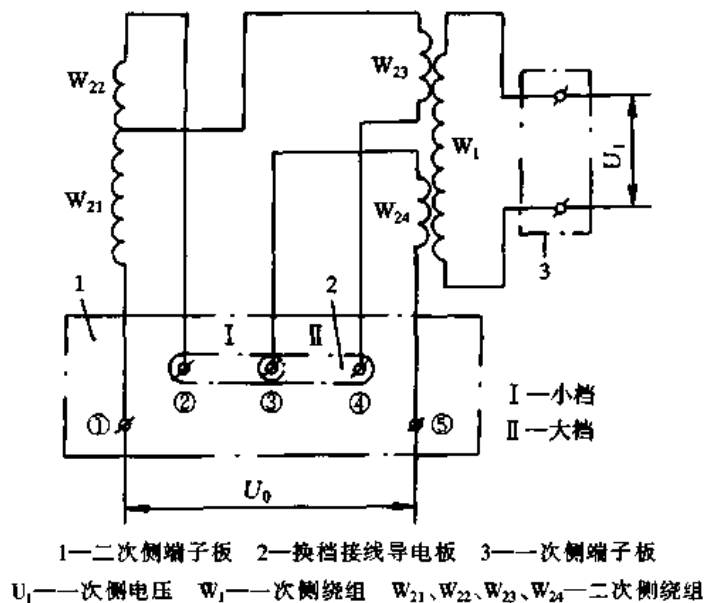 W₂₂
W₂₃
W₁
U₁
W₂₁
W₂₄
3
1
2
Ⅰ Ⅱ
② ③ ④
① ⑤
Ⅰ—小档
Ⅱ—大档
U₀
1—二次侧端子板 2—换档接线导电板 3—一次侧端子板
U₁—一次侧电压 W₁—一次侧绕组 W₂₁、W₂₂、W₂₃、W₂₄—二次侧绕组